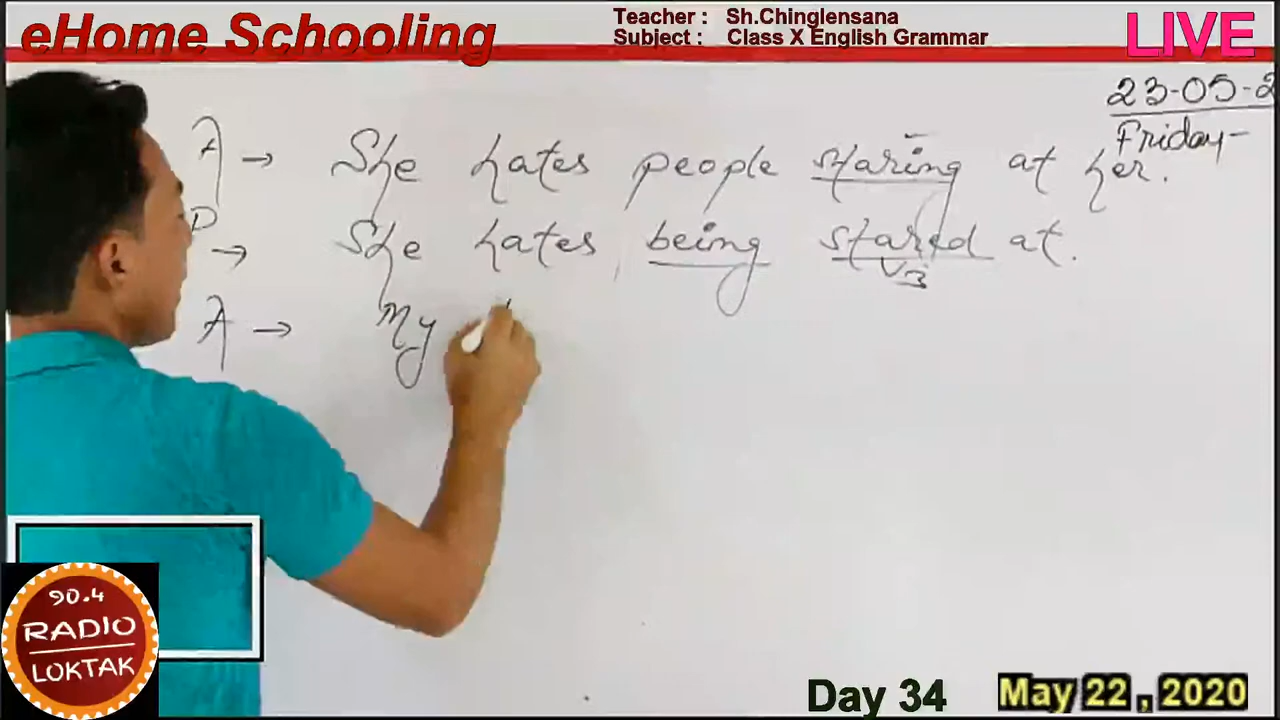 eHome Schooling
Teacher : Sh.Chinglensana
Subject : Class X English Grammar
LIVE
23-05-2
Friday-
A → She hates people staring at her.
P → She hates being stared at.
V3
A → My
90.4
RADIO
LOKTAK
Day 34
May 22 , 2020